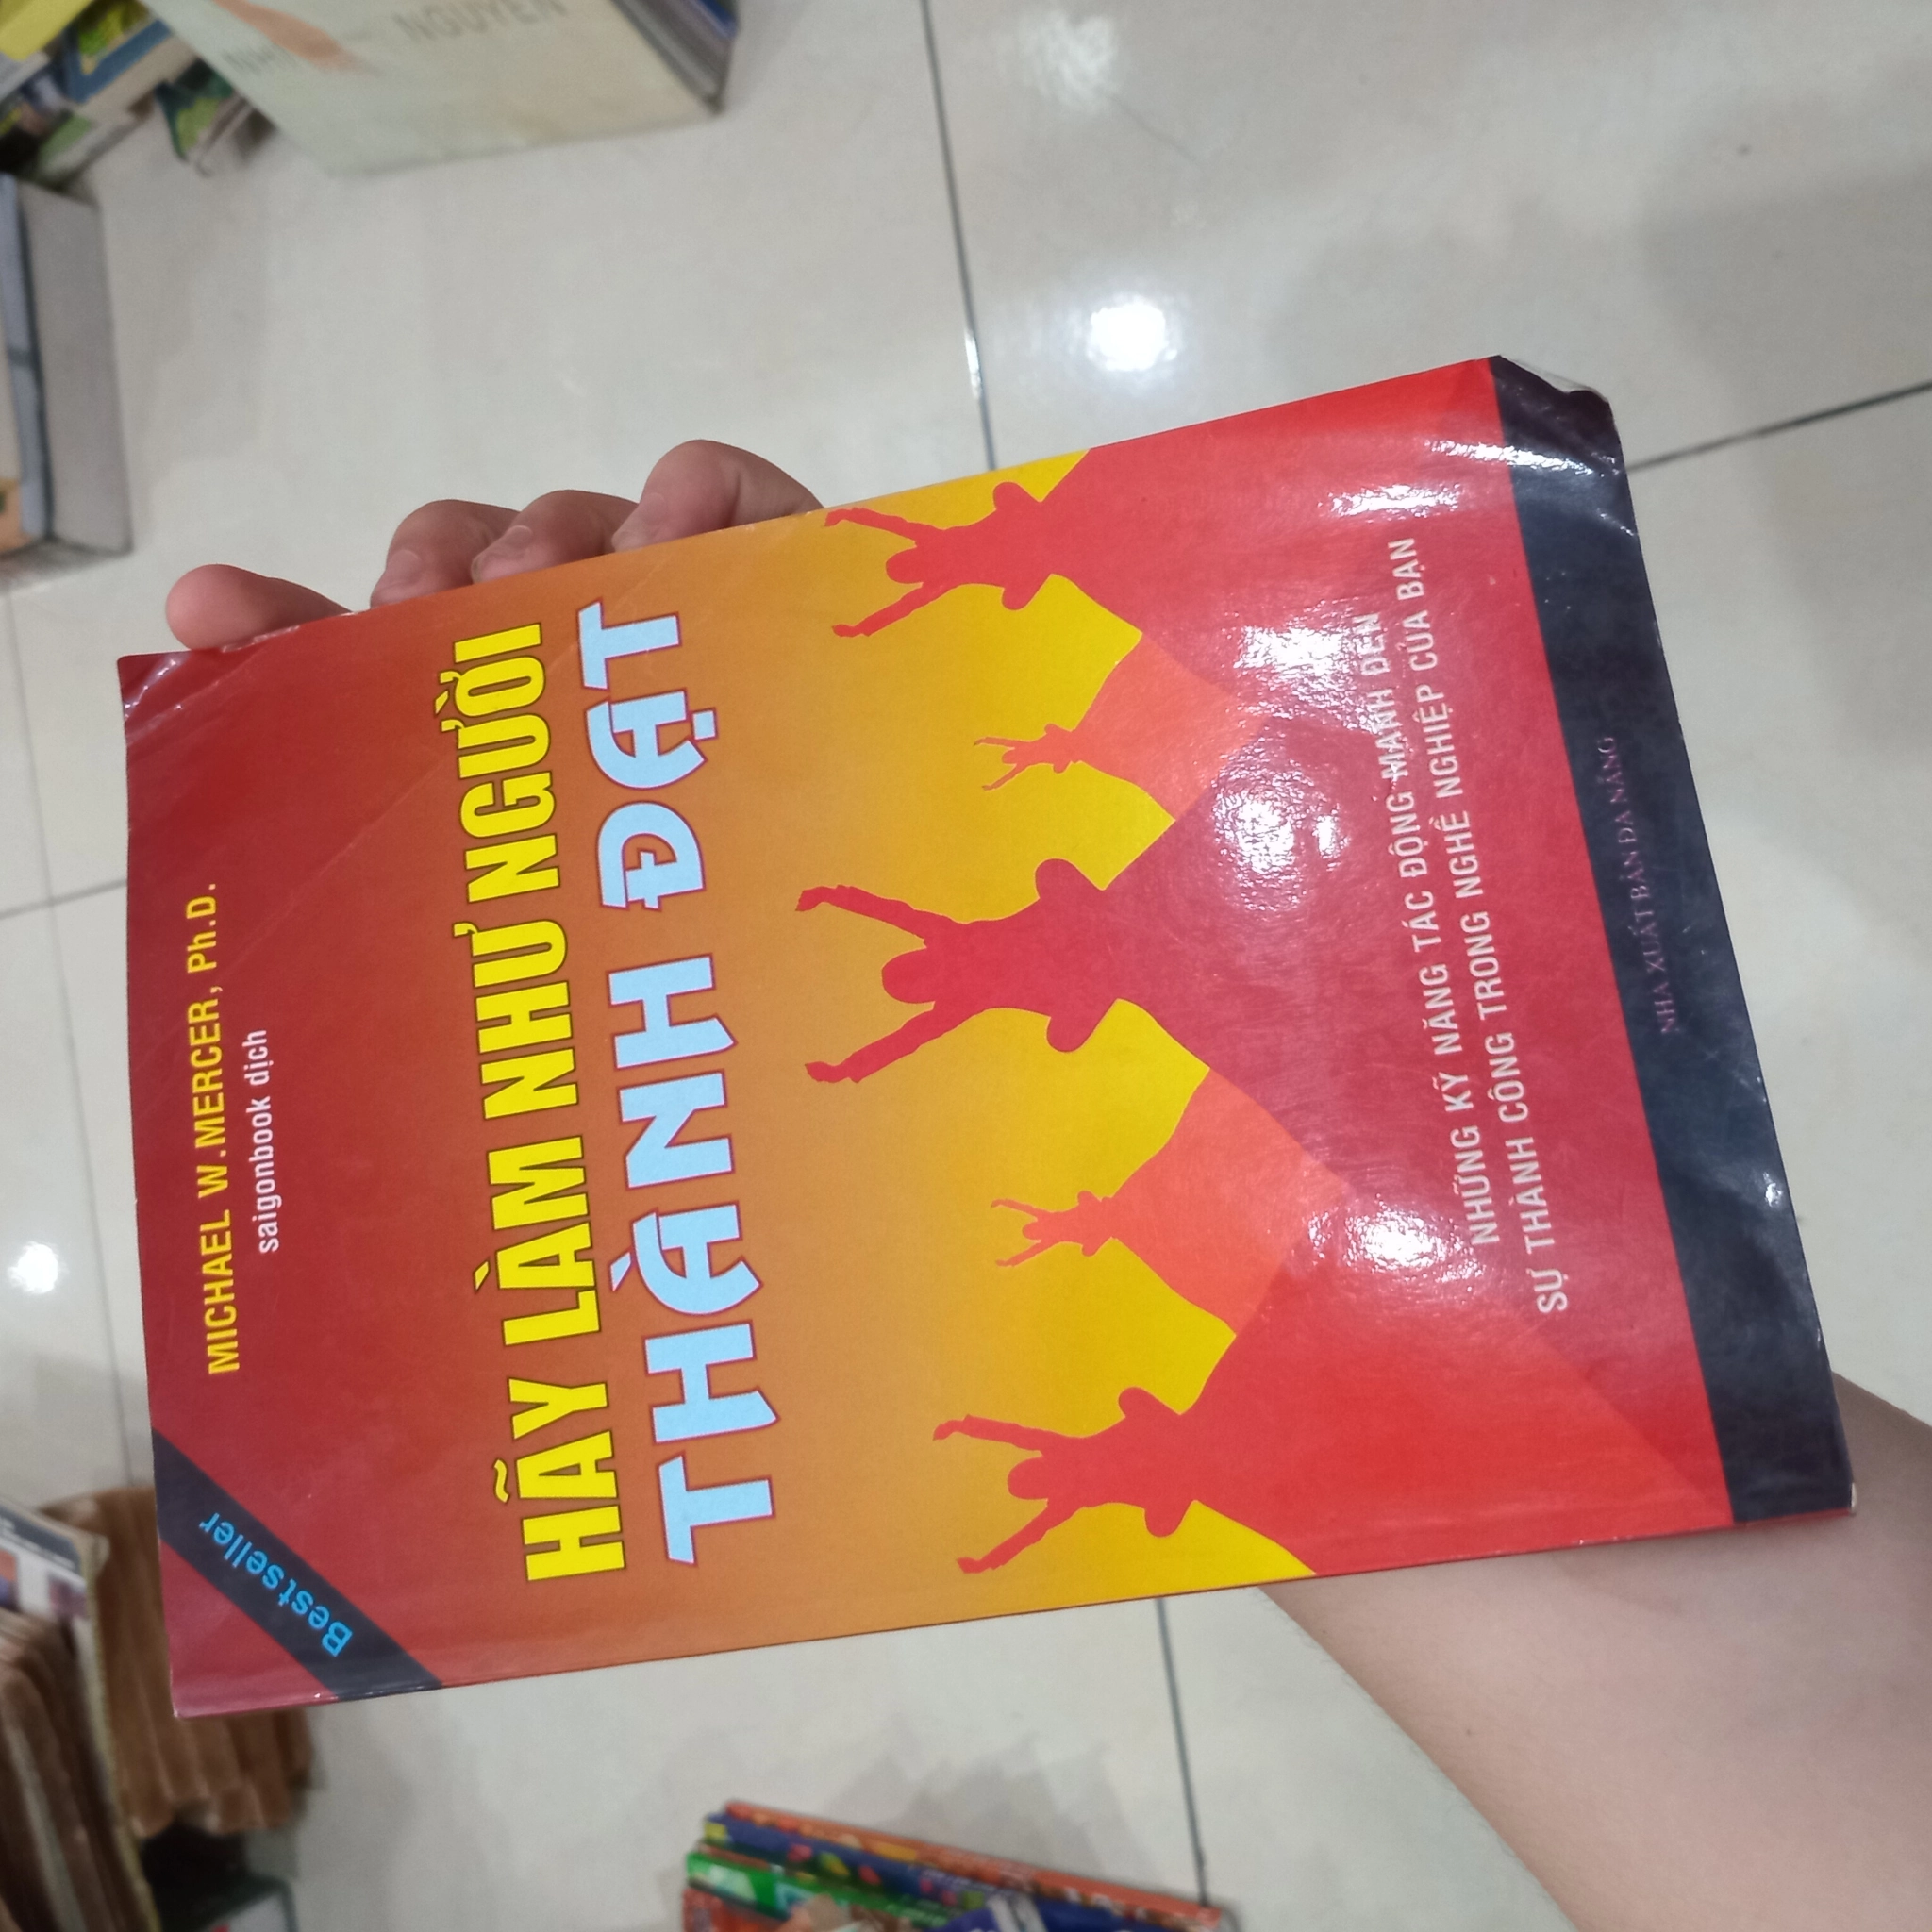 Bestseller
MICHAEL W.MERCER, Ph.D.
saigonbook dịch
HÃY LÀM NHƯ NGƯỜI
THÀNH ĐẠT
NHỮNG KỸ NĂNG TÁC ĐỘNG MẠNH ĐẾN
SỰ THÀNH CÔNG TRONG NGHỀ NGHIỆP CỦA BẠN
NHÀ XUẤT BẢN ĐÀ NẴNG
NGUYEN